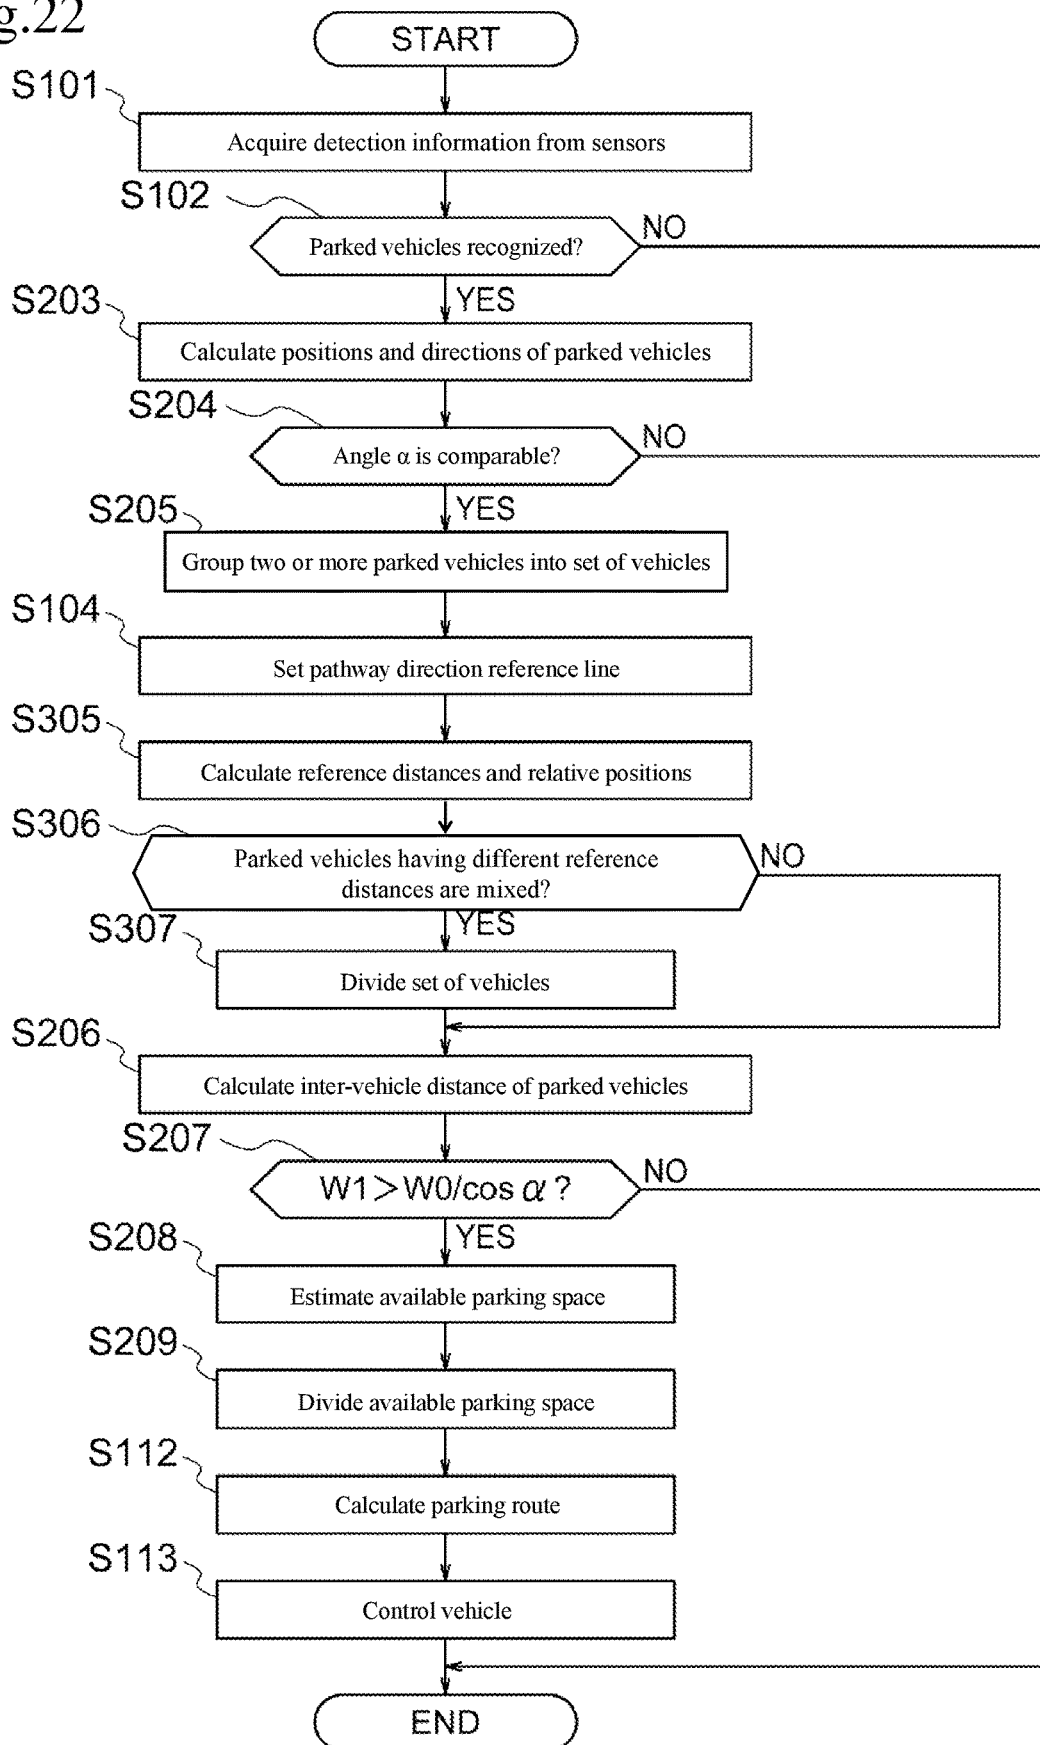 g.22
START
S101
Acquire detection information from sensors
S102
Parked vehicles recognized?
NO
YES
S203
Calculate positions and directions of parked vehicles
S204
Angle α is comparable?
NO
YES
S205
Group two or more parked vehicles into set of vehicles
S104
Set pathway direction reference line
S305
Calculate reference distances and relative positions
S306
Parked vehicles having different reference
distances are mixed?
NO
YES
S307
Divide set of vehicles
S206
Calculate inter-vehicle distance of parked vehicles
S207
W1>W0/cos α?
NO
YES
S208
Estimate available parking space
S209
Divide available parking space
S112
Calculate parking route
S113
Control vehicle
END